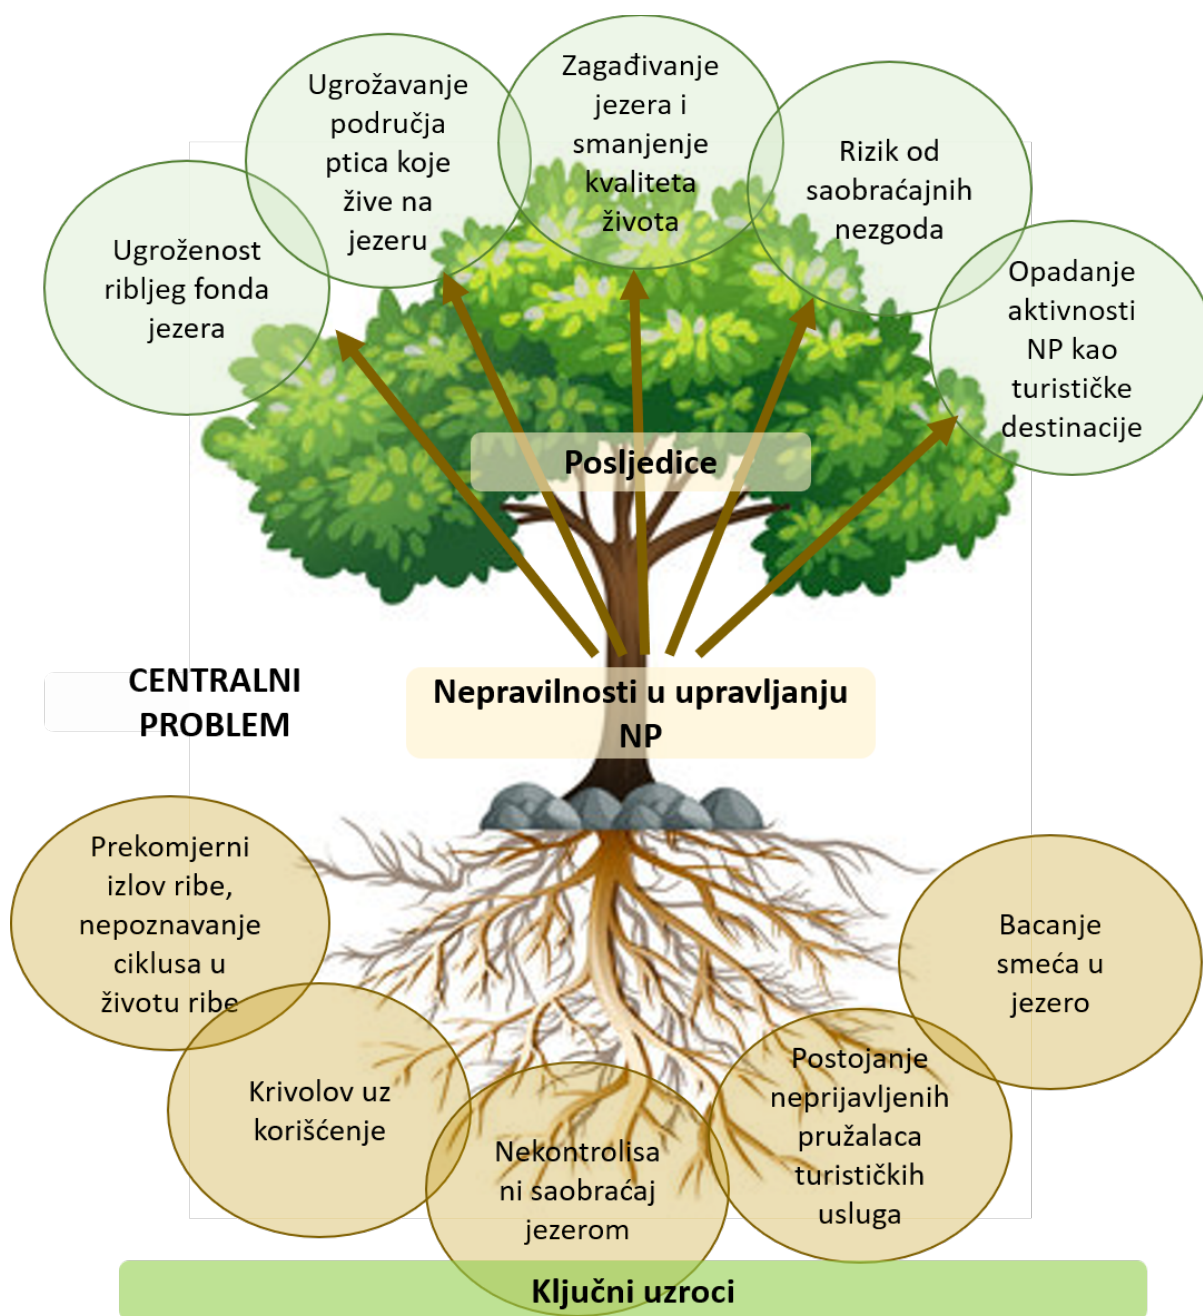 Ugroženost
ribljeg fonda
jezera
Ugrožavanje
područja
ptica koje
žive na
jezeru
Zagađivanje
jezera i
smanjenje
kvaliteta
života
Rizik od
saobraćajnih
nezgoda
Opadanje
aktivnosti
NP kao
turističke
destinacije
Posljedice
CENTRALNI
PROBLEM
Nepravilnosti u upravljanju
NP
Prekomjerni
izlov ribe,
nepoznavanje
ciklusa u
životu ribe
Krivolov uz
korišćenje
Nekontrolisa
ni saobraćaj
jezerom
Postojanje
neprijavljenih
pružalaca
turističkih
usluga
Bacanje
smeća u
jezero
Ključni uzroci